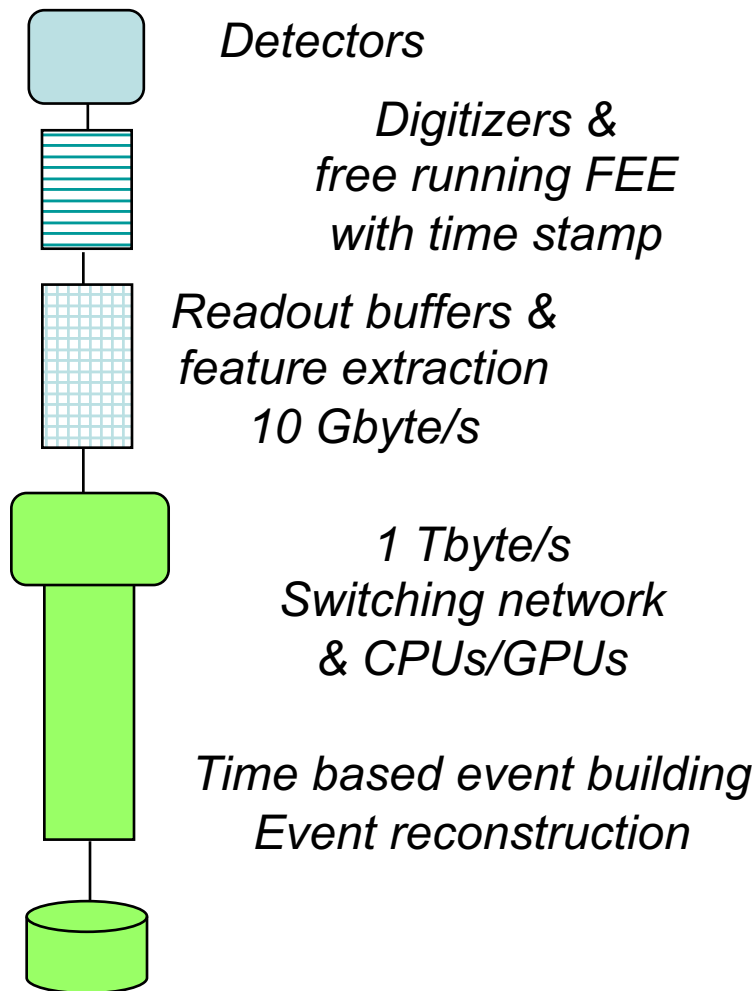 Detectors
Digitizers &
free running FEE
with time stamp
Readout buffers &
feature extraction
10 Gbyte/s
1 Tbyte/s
Switching network
& CPUs/GPUs
Time based event building
Event reconstruction